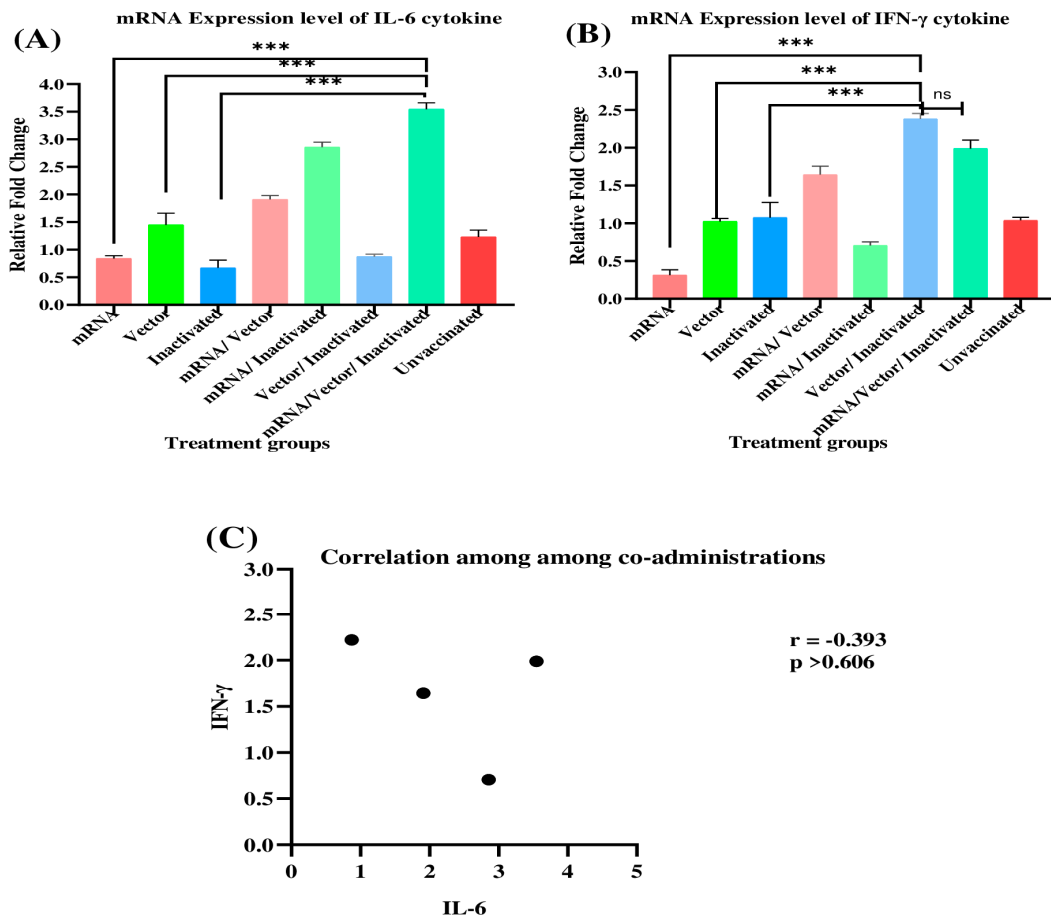 (A)
mRNA Expression level of IL-6 cytokine
***
***
***
Relative Fold Change
4.0
3.5
3.0
2.5
2.0
1.5
1.0
0.5
0.0
mRNA
Vector
Inactivated
mRNA/ Vector
mRNA/ Inactivated
Vector/ Inactivated
mRNA/Vector/ Inactivated
Unvaccinated
Treatment groups
(B)
mRNA Expression level of IFN-γ cytokine
***
***
***
ns
Relative Fold Change
3.0
2.5
2.0
1.5
1.0
0.5
0.0
mRNA
Vector
Inactivated
mRNA/ Vector
mRNA/ Inactivated
Vector/ Inactivated
mRNA/Vector/ Inactivated
Unvaccinated
Treatment groups
(C)
Correlation among among co-administrations
IFN-γ
3.0
2.5
2.0
1.5
1.0
0.5
0.0
0 1 2 3 4 5
IL-6
r = -0.393
p >0.606